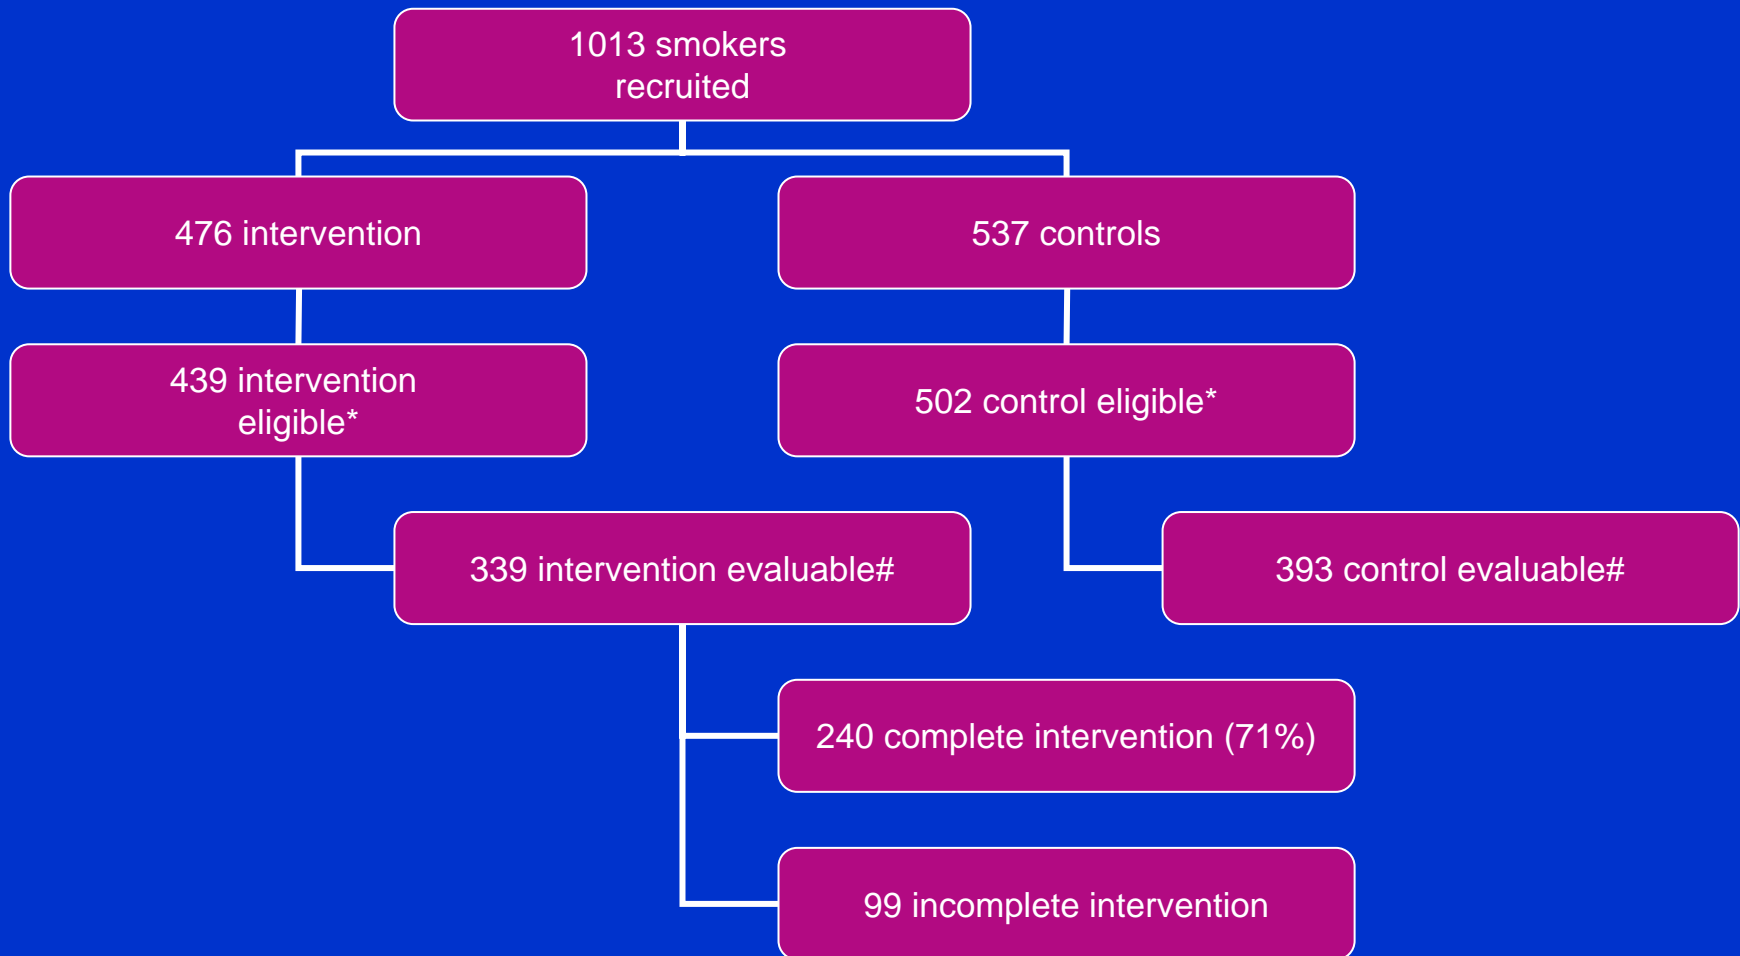 1013 smokers
recruited
476 intervention
537 controls
439 intervention
eligible*
502 control eligible*
339 intervention evaluable#
393 control evaluable#
240 complete intervention (71%)
99 incomplete intervention